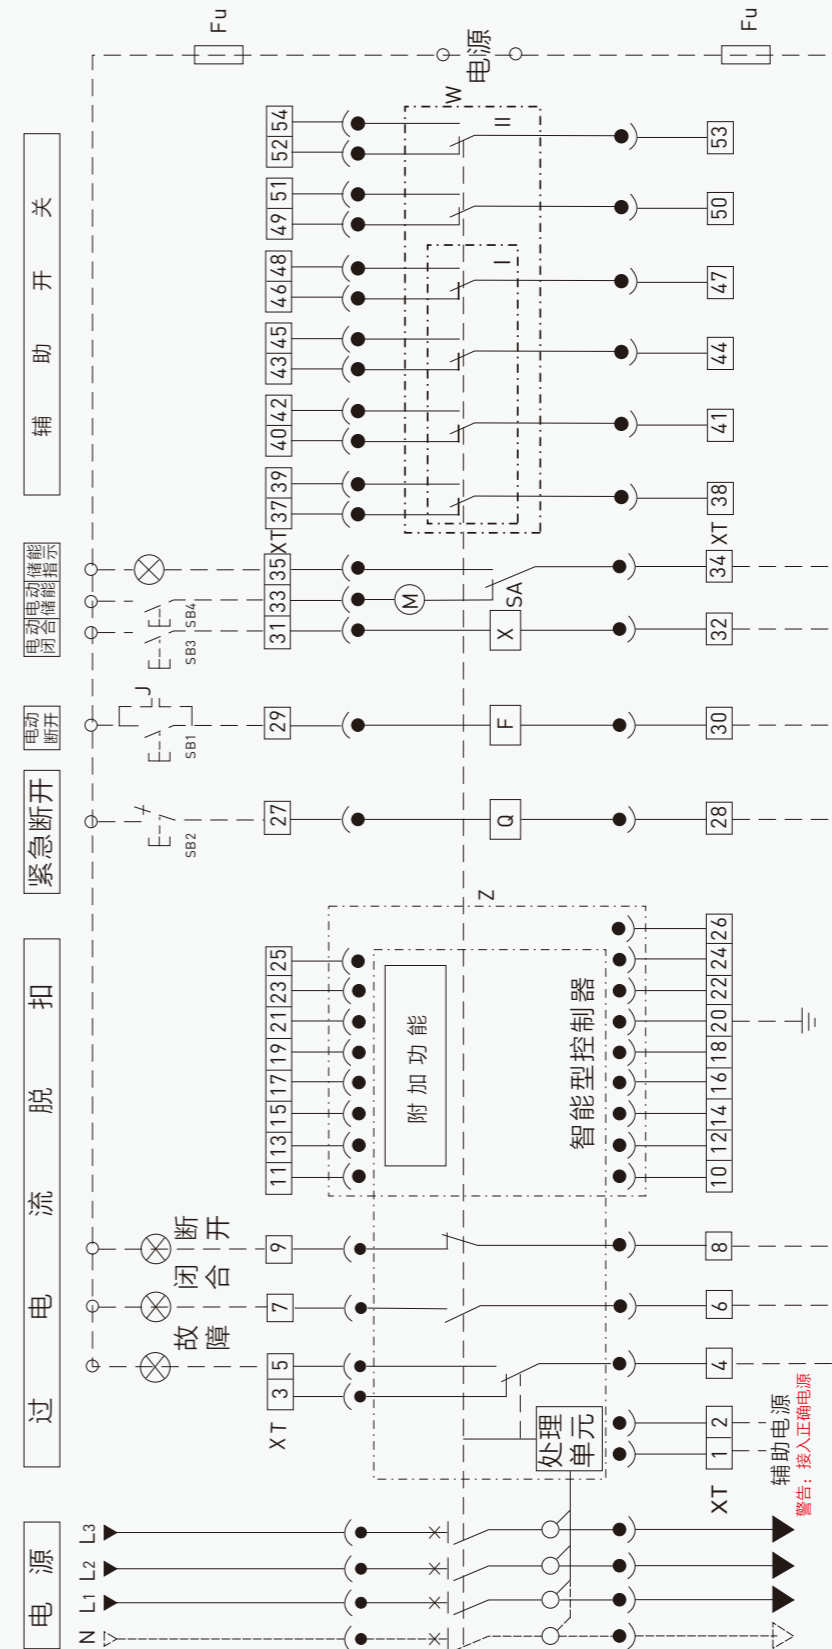 电源
过电流脱扣
紧急断开
电动
断开
电动
闭合
电动
储能
储能
指示
辅助开关
N L1 L2 L3
故障
闭合
断开
SB2
SB1
J
SB3
SB4
Fu
XT 3 5 7 9 11 13 15 17 19 21 23 25 27 29 31 33 35
XT 37 39 40 42 43 45 46 48 49 51 52 54
附加功能
M
W
电源
Z
Q F X SA
I
II
处理
单元
智能型控制器
XT 1 2 4 6 8 10 12 14 16 18 20 22 24 26 28 30 32 34
XT 38 41 44 47 50 53
Fu
辅助电源
警告：接入正确电源